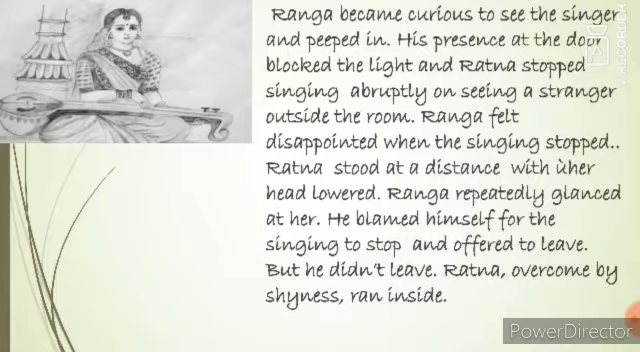 Ranga became curious to see the singer
and peeped in. His presence at the door
blocked the light and Ratna stopped
singing abruptly on seeing a stranger
outside the room. Ranga felt
disappointed when the singing stopped..
Ratna stood at a distance with ùher
head lowered. Ranga repeatedly glanced
at her. He blamed himself for the
singing to stop and offered to leave.
But he didn't leave. Ratna, overcome by
shyness, ran inside.
PowerDirector